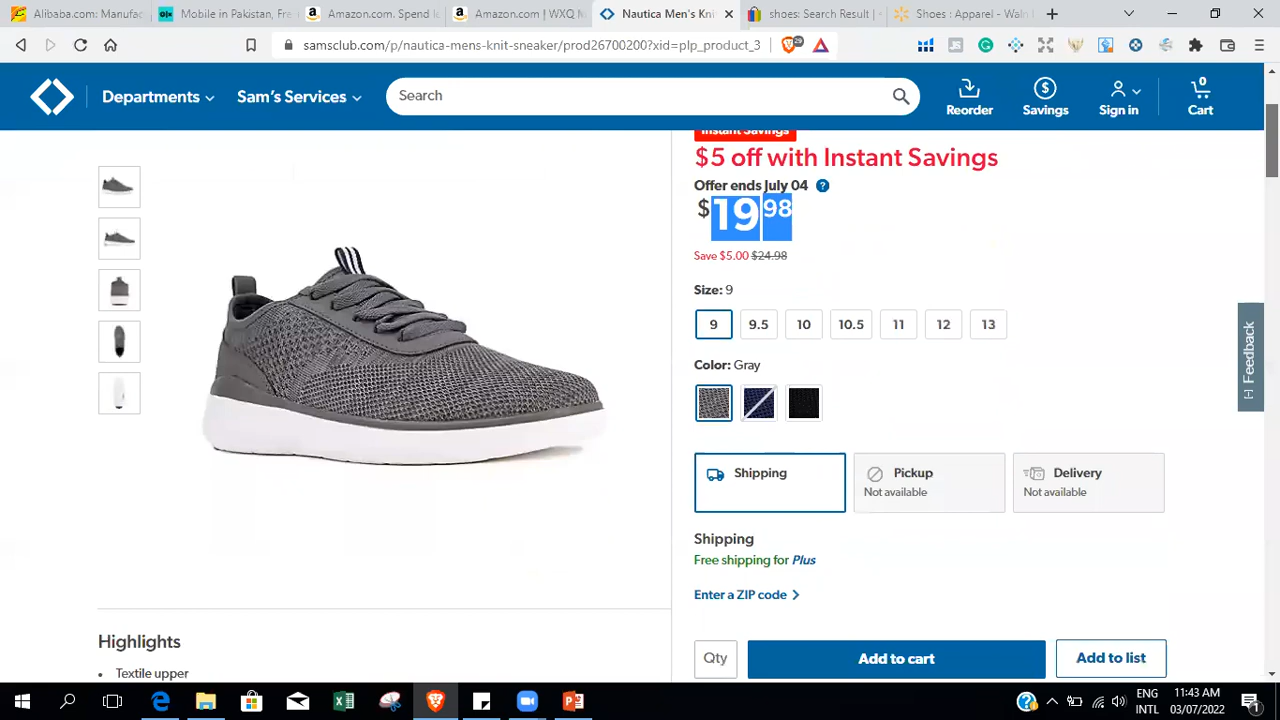 Alibaba.com: Manufac
Mobile in Pakistan, Fre
Amazon.com. Spend l
Amazon.com | WXQ M
Nautica Men's Kni
shoes: Search Result
Shoes : Apparel - Wal
samsclub.com/p/nautica-mens-knit-sneaker/prod26700200?xid=plp_product_3
29
Departments
Sam's Services
Search
Reorder
Savings
Sign in
0
Cart
Instant Savings
$5 off with Instant Savings
Offer ends July 04 ?
$19 98
Save $5.00 $24.98
Size: 9
9 9.5 10 10.5 11 12 13
Color: Gray
Shipping
Pickup
Not available
Delivery
Not available
Shipping
Free shipping for Plus
Enter a ZIP code >
Qty
Add to cart
Add to list
Highlights
• Textile upper
[-] Feedback
ENG
INTL
11:43 AM
03/07/2022
1